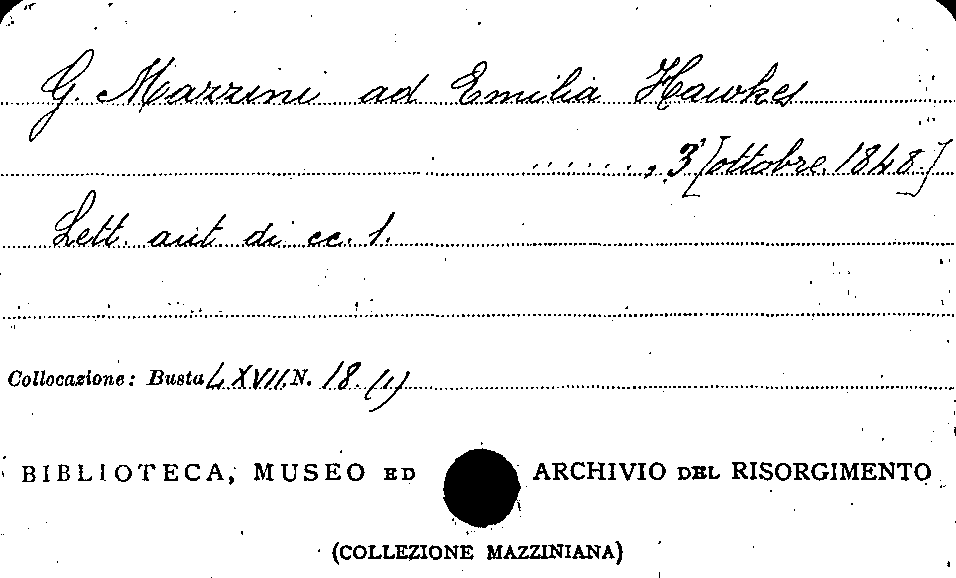 G. Mazzini ad Emilia Hawkes
......., 3 [ottobre 1848.]
Lett. aut. di cc. 1.
Collocazione: Busta LXVII, N. 18. (1)
BIBLIOTECA, MUSEO ED ARCHIVIO DEL RISORGIMENTO
(COLLEZIONE MAZZINIANA)